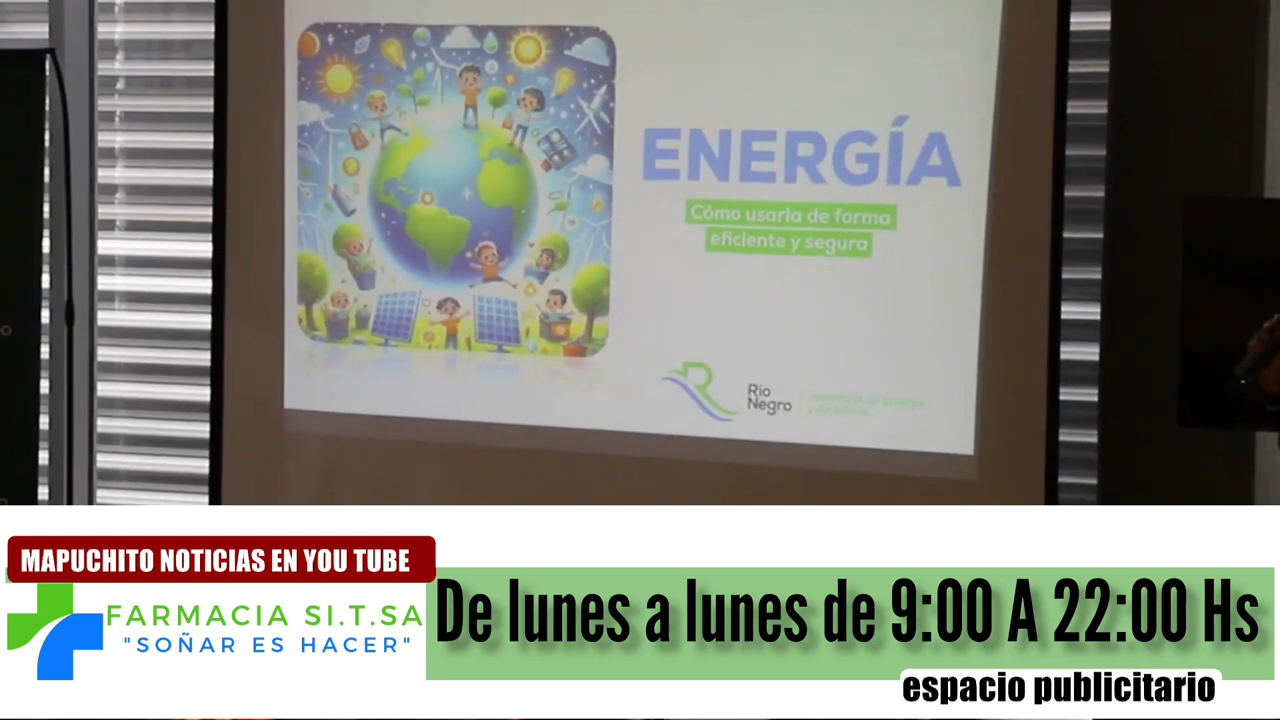 ENERGÍA
Cómo usarla de forma
eficiente y segura
Río
Negro
MAPUCHITO NOTICIAS EN YOU TUBE
FARMACIA SI.T.SA
"SOÑAR ES HACER"
De lunes a lunes de 9:00 A 22:00 Hs
espacio publicitario